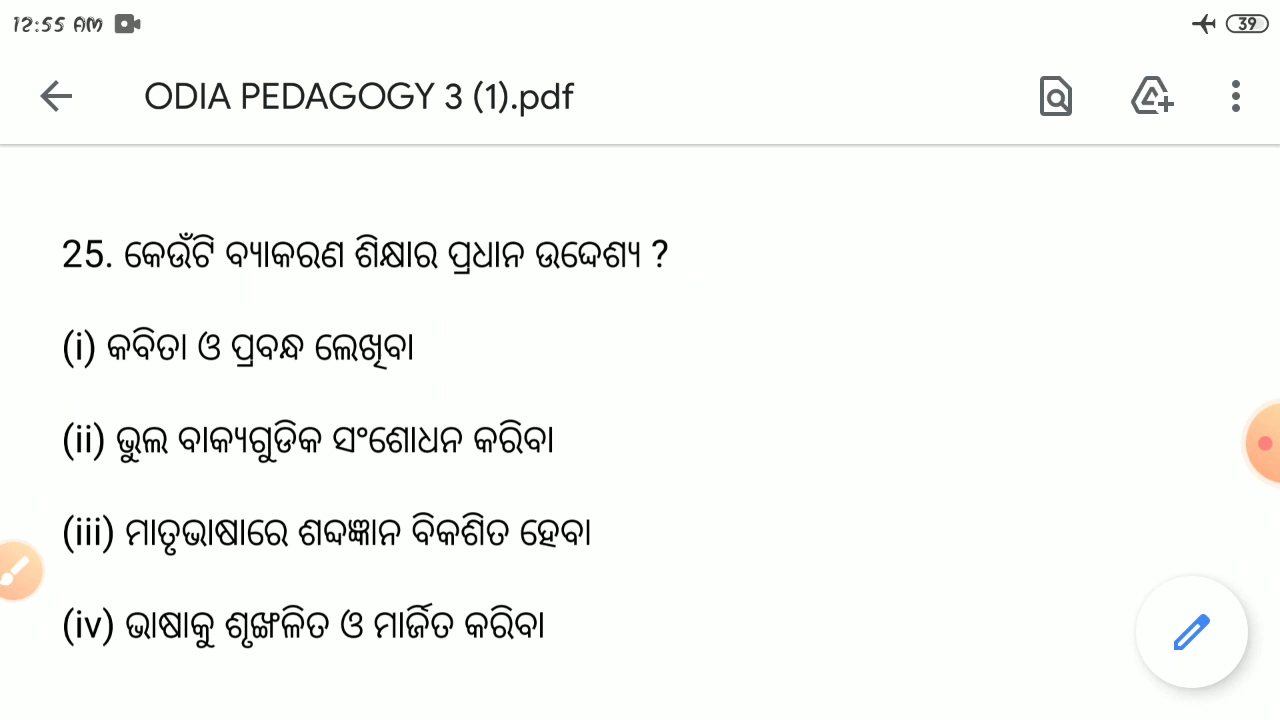 12:55 AM
39
ODIA PEDAGOGY 3 (1).pdf
25. କେଉଁଟି ବ୍ୟାକରଣ ଶିକ୍ଷାର ପ୍ରଧାନ ଉଦ୍ଦେଶ୍ୟ ?
(i) କବିତା ଓ ପ୍ରବନ୍ଧ ଲେଖିବା
(ii) ଭୁଲ ବାକ୍ୟଗୁଡିକ ସଂଶୋଧନ କରିବା
(iii) ମାତୃଭାଷାରେ ଶବ୍ଦଜ୍ଞାନ ବିକଶିତ ହେବା
(iv) ଭାଷାକୁ ଶୃଙ୍ଖଳିତ ଓ ମାର୍ଜିତ କରିବା